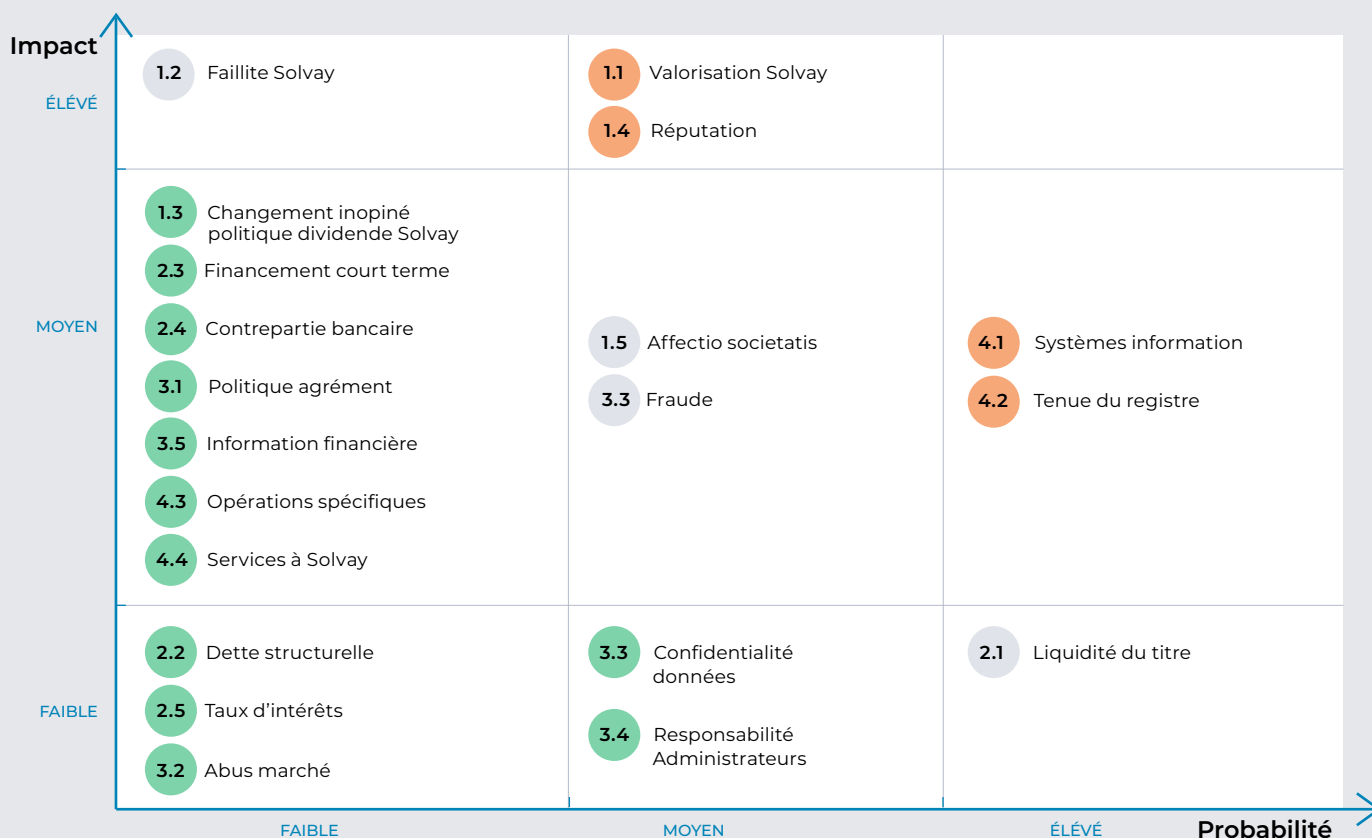 Impact
ÉLÉVÉ
1.2 Faillite Solvay
1.1 Valorisation Solvay
1.4 Réputation
MOYEN
1.3 Changement inopiné
politique dividende Solvay
2.3 Financement court terme
2.4 Contrepartie bancaire
3.1 Politique agrément
3.5 Information financière
4.3 Opérations spécifiques
4.4 Services à Solvay
1.5 Affectio societatis
3.3 Fraude
4.1 Systèmes information
4.2 Tenue du registre
FAIBLE
2.2 Dette structurelle
2.5 Taux d’intérêts
3.2 Abus marché
3.3 Confidentialité
données
3.4 Responsabilité
Administrateurs
2.1 Liquidité du titre
FAIBLE
MOYEN
ÉLÉVÉ
Probabilité